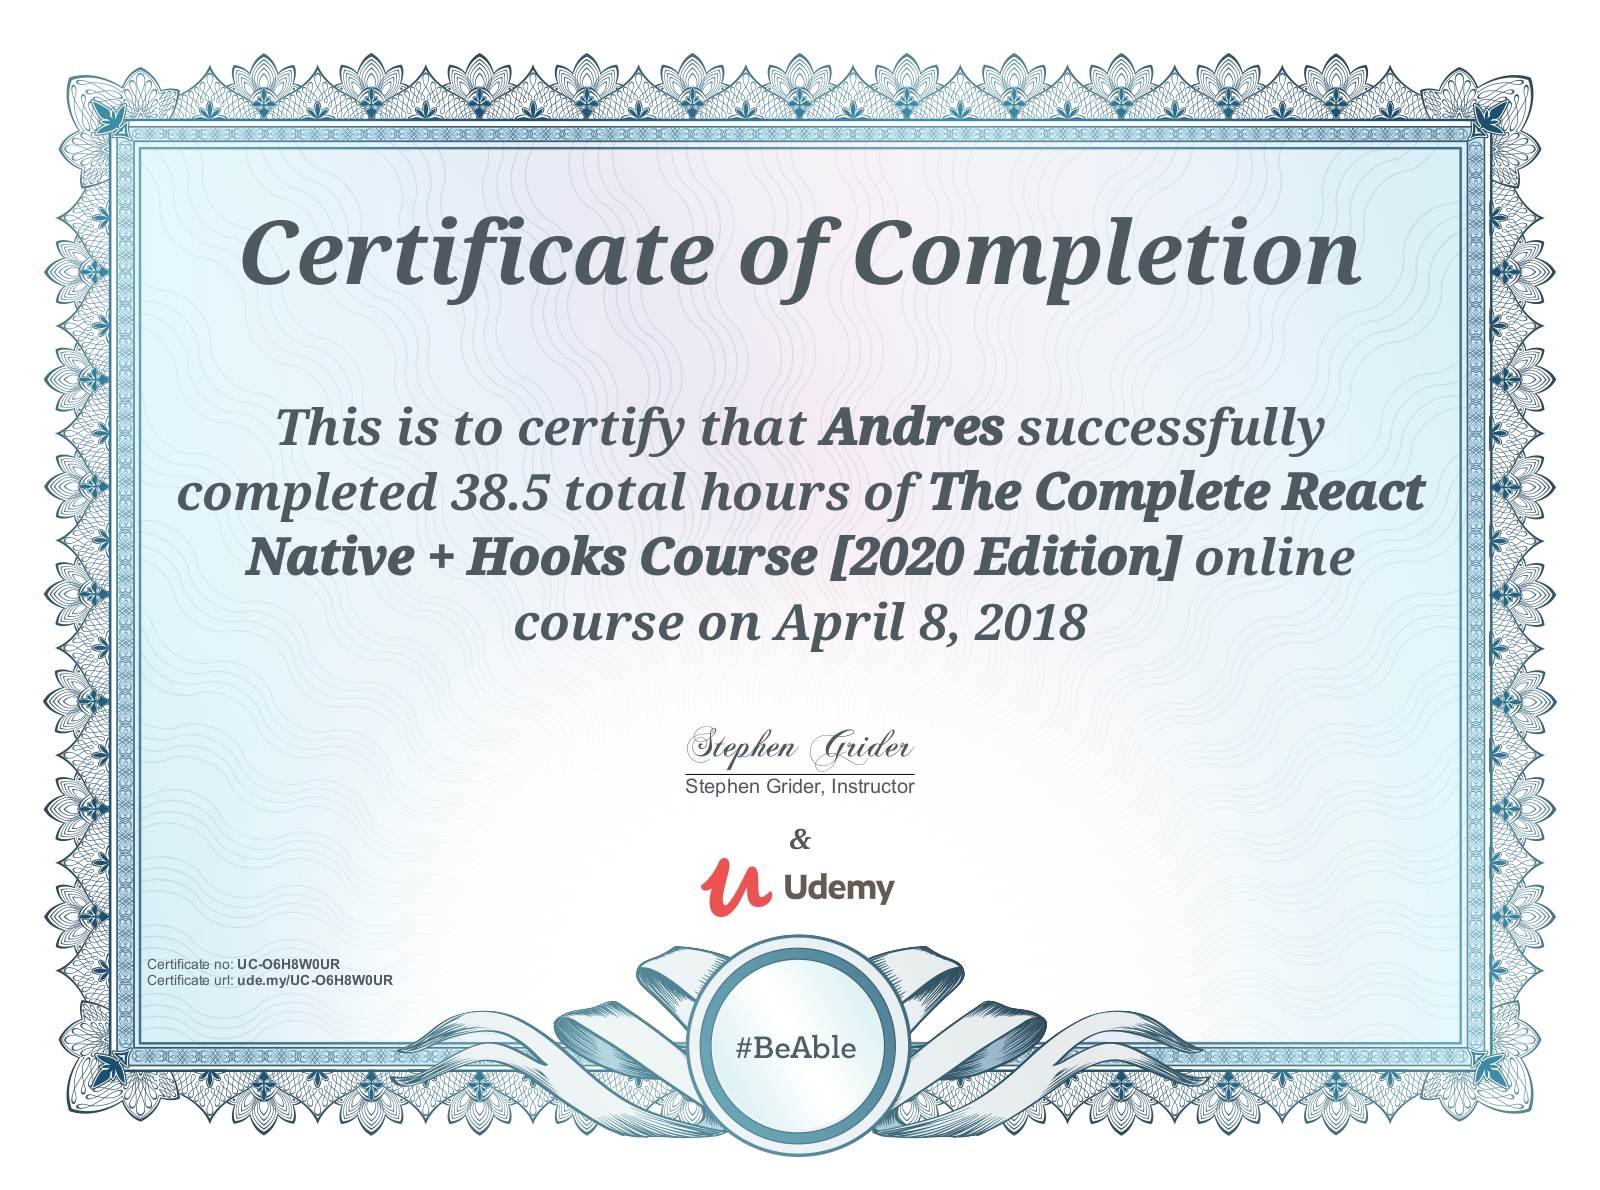 Certificate of Completion
This is to certify that Andres successfully
completed 38.5 total hours of The Complete React
Native + Hooks Course [2020 Edition] online
course on April 8, 2018
Stephen Grider
Stephen Grider, Instructor
&
Udemy
Certificate no: UC-O6H8W0UR
Certificate url: ude.my/UC-O6H8W0UR
#BeAble